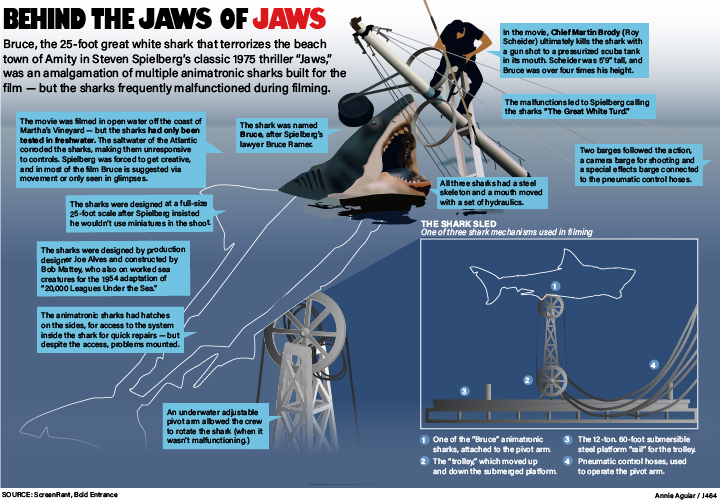 BEHIND THE JAWS OF JAWS
Bruce, the 25-foot great white shark that terrorizes the beach
town of Amity in Steven Spielberg's classic 1975 thriller "Jaws,"
was an amalgamation of multiple animatronic sharks built for the
film — but the sharks frequently malfunctioned during filming.
In the movie, Chief Martin Brody (Roy
Scheider) ultimately kills the shark with
a gun shot to a pressurized scuba tank
in its mouth. Scheider was 5'9" tall, and
Bruce was over four times his height.
The malfunctions led to Spielberg calling
the sharks "The Great White Turd."
The movie was filmed in open water off the coast of
Martha's Vineyard — but the sharks had only been
tested in freshwater. The saltwater of the Atlantic
corroded the sharks, making them unresponsive
to controls. Spielberg was forced to get creative,
and in most of the film Bruce is suggested via
movement or only seen in glimpses.
The shark was named
Bruce, after Spielberg's
lawyer Bruce Ramer.
Two barges followed the action,
a camera barge for shooting and
a special effects barge connected
to the pneumatic control hoses.
All three sharks had a steel
skeleton and a mouth moved
with a set of hydraulics.
The sharks were designed at a full-size
25-foot scale after Spielberg insisted
he wouldn't use miniatures in the shoot.
THE SHARK SLED
One of three shark mechanisms used in filming
The sharks were designed by production
designer Joe Alves and constructed by
Bob Mattey, who also on worked sea
creatures for the 1954 adaptation of
"20,000 Leagues Under the Sea."
The animatronic sharks had hatches
on the sides, for access to the system
inside the shark for quick repairs — but
despite the access, problems mounted.
An underwater adjustable
pivot arm allowed the crew
to rotate the shark (when it
wasn't malfunctioning.)
1
2
3
4
1 One of the "Bruce" animatronic
sharks, attached to the pivot arm.
2 The "trolley," which moved up
and down the submerged platform.
3 The 12-ton. 60-foot submersible
steel platform "rail" for the trolley.
4 Pneumatic control hoses, used
to operate the pivot arm.
SOURCE: ScreenRant, Bold Entrance
Annie Aguiar / J464